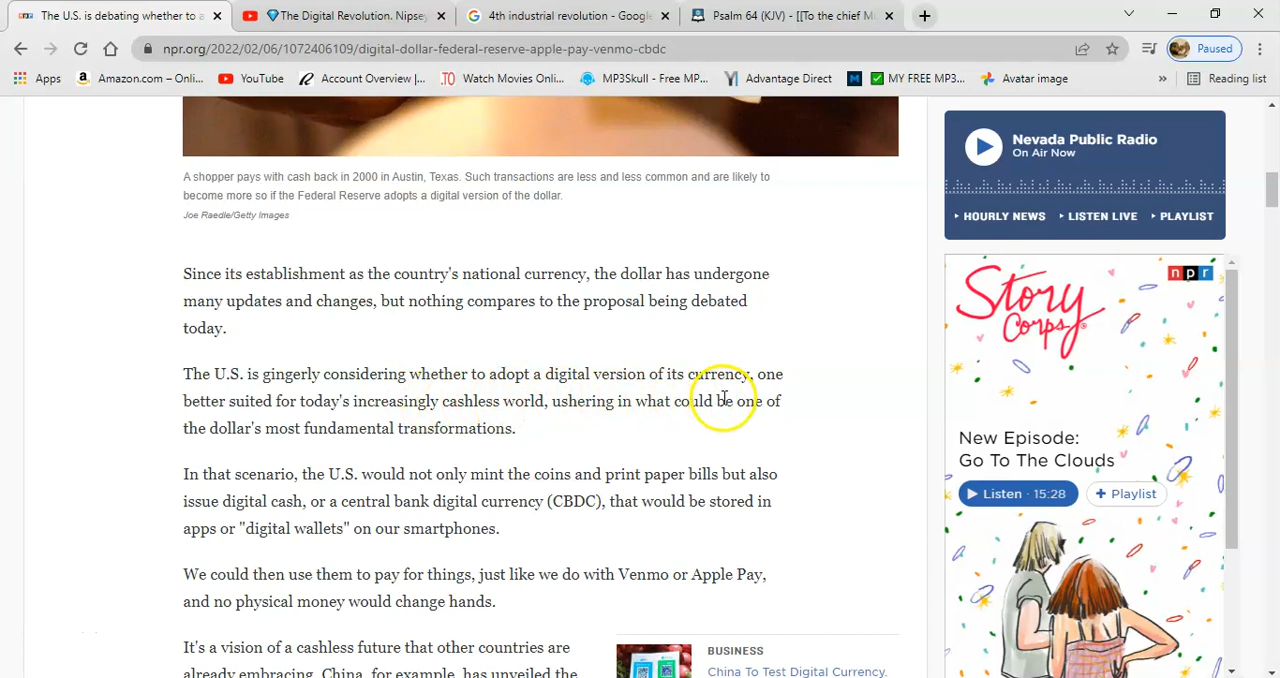 The U.S. is debating whether to a
The Digital Revolution. Nipsey
4th industrial revolution - Google
Psalm 64 (KJV) - [[To the chief Mi
npr.org/2022/02/06/1072406109/digital-dollar-federal-reserve-apple-pay-venmo-cbdc
Paused
Apps
Amazon.com – Onli...
YouTube
Account Overview |...
Watch Movies Onlin...
MP3Skull - Free MP...
Advantage Direct
MY FREE MP3...
Avatar image
»
Reading list
A shopper pays with cash back in 2000 in Austin, Texas. Such transactions are less and less common and are likely to
become more so if the Federal Reserve adopts a digital version of the dollar.
Joe Raedle/Getty Images
Since its establishment as the country's national currency, the dollar has undergone
many updates and changes, but nothing compares to the proposal being debated
today.
The U.S. is gingerly considering whether to adopt a digital version of its currency, one
better suited for today's increasingly cashless world, ushering in what could be one of
the dollar's most fundamental transformations.
In that scenario, the U.S. would not only mint the coins and print paper bills but also
issue digital cash, or a central bank digital currency (CBDC), that would be stored in
apps or "digital wallets" on our smartphones.
We could then use them to pay for things, just like we do with Venmo or Apple Pay,
and no physical money would change hands.
It's a vision of a cashless future that other countries are
already embracing. China, for example, has unveiled the
BUSINESS
China To Test Digital Currency.
Nevada Public Radio
On Air Now
HOURLY NEWS
LISTEN LIVE
PLAYLIST
npr
Story
Corps
New Episode:
Go To The Clouds
Listen · 15:28
+ Playlist